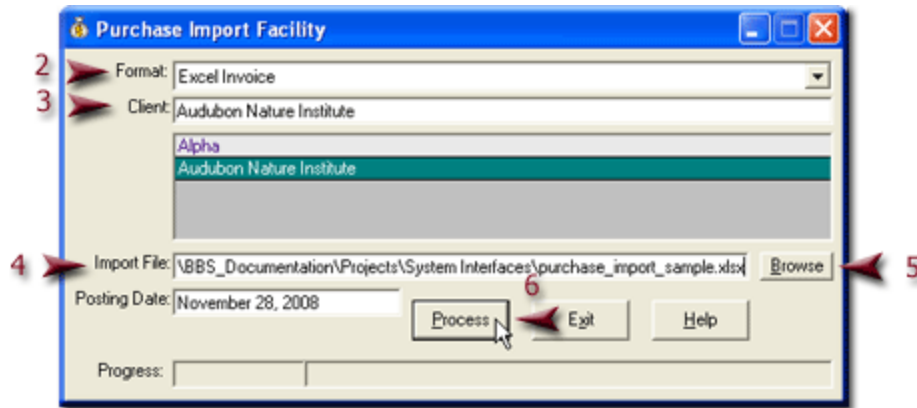 Purchase Import Facility
2 Format: Excel Invoice
3 Client: Audubon Nature Institute
Alpha
Audubon Nature Institute
4 Import File: \BBS_Documentation\Projects\System Interfaces\purchase_import_sample.xlsx Browse 5
6
Posting Date: November 28, 2008
Process Exit Help
Progress: